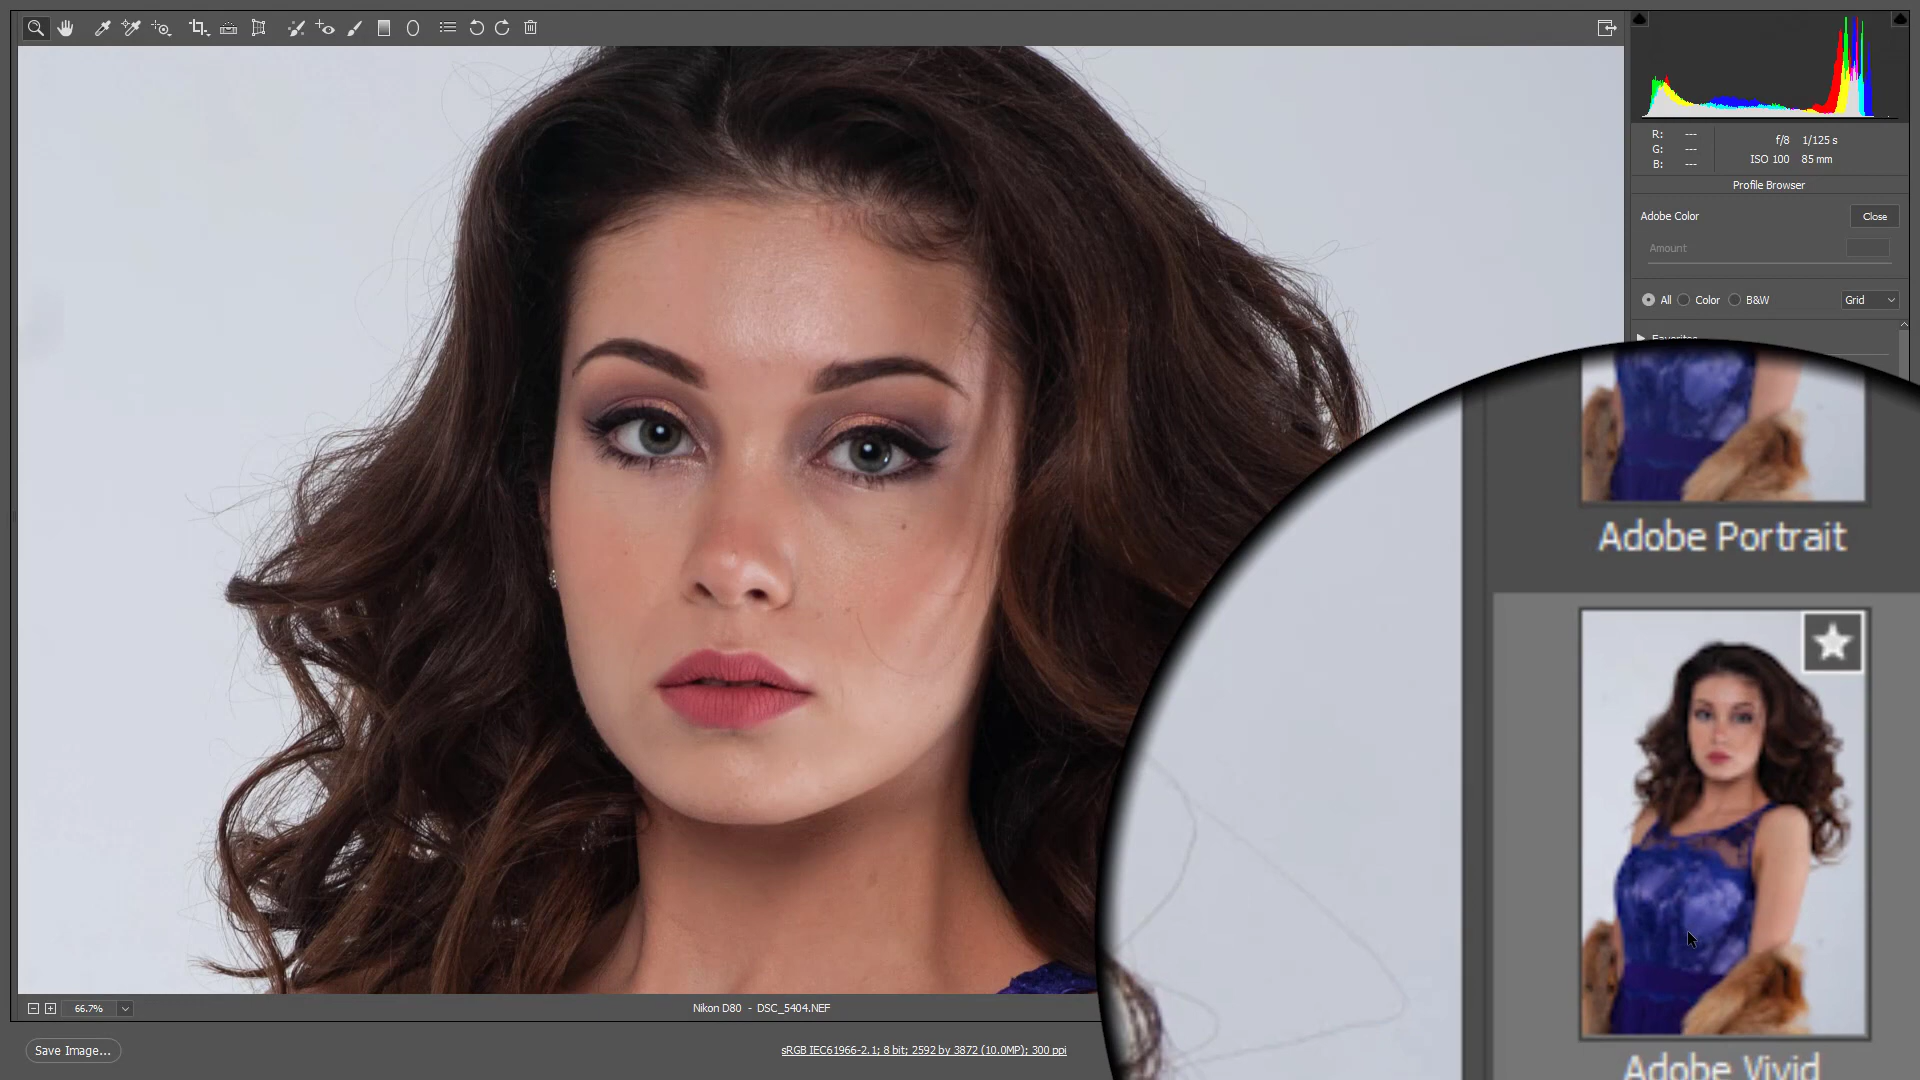 R: ---
G: ---
B: ---
f/8 1/125 s
ISO 100 85 mm
Profile Browser
Adobe Color
Close
Amount
All Color B&W
Grid
Favorites
Adobe Portrait
Adobe Vivid
66.7%
Nikon D80 - DSC_5404.NEF
Save Image...
sRGB IEC61966-2.1; 8 bit; 2592 by 3872 (10.0MP); 300 ppi